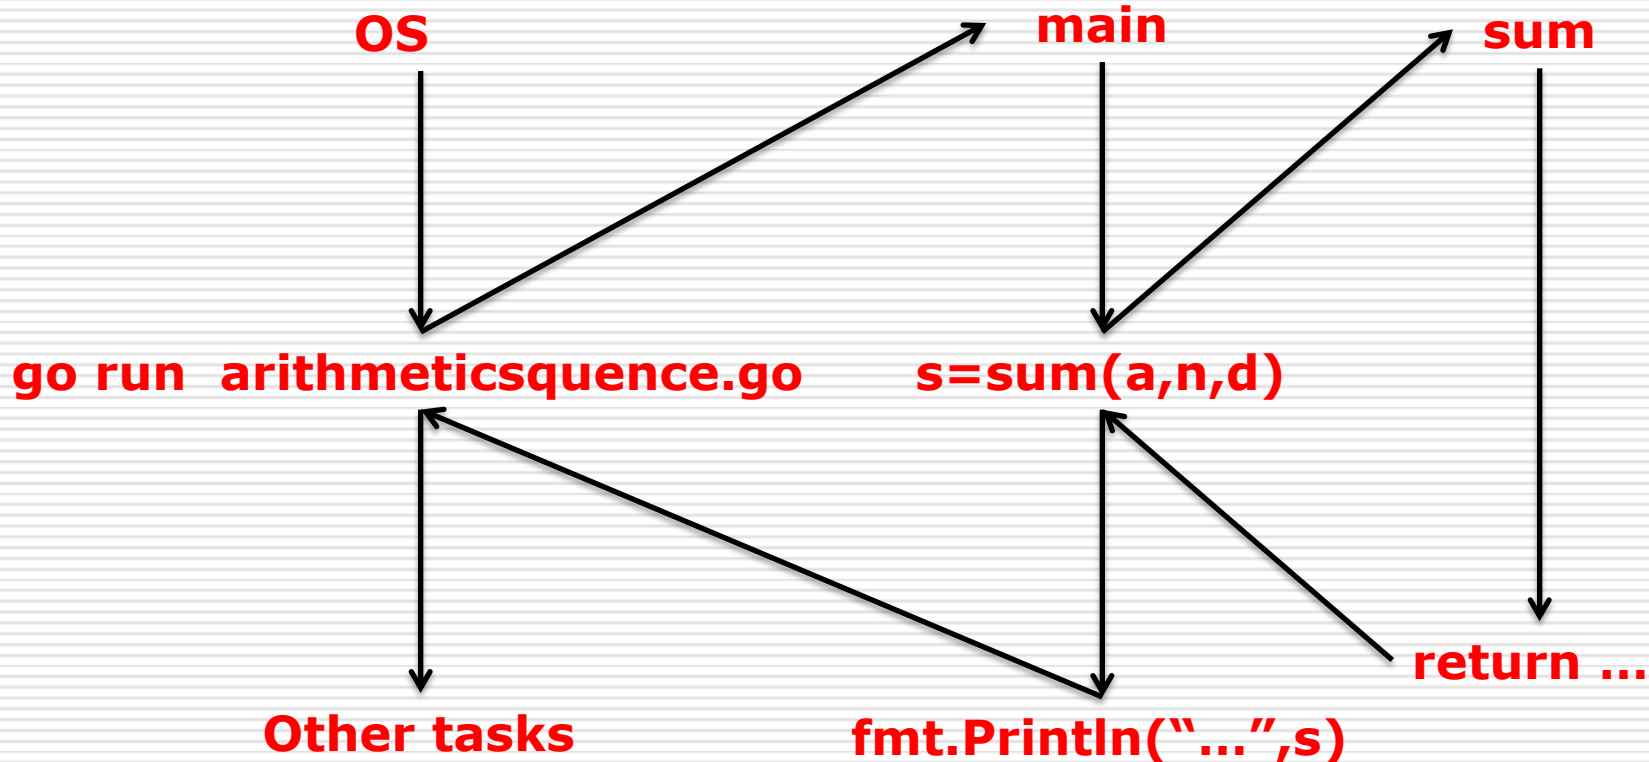 OS
main
sum
go run arithmeticsquence.go
s=sum(a,n,d)
return ...
Other tasks
fmt.Println(“...”,s)